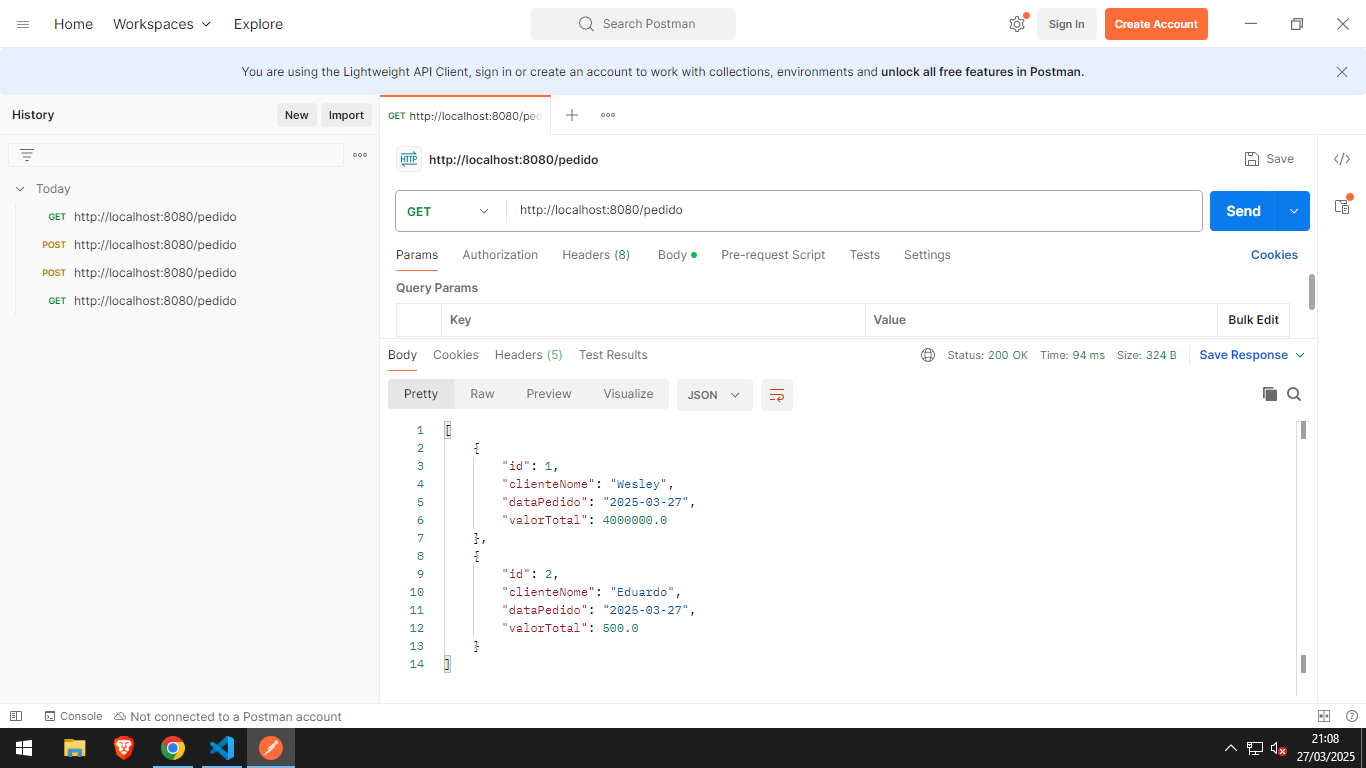 Home Workspaces Explore Search Postman Sign In Create Account
You are using the Lightweight API Client, sign in or create an account to work with collections, environments and unlock all free features in Postman.
History New Import GET http://localhost:8080/ped
HTTP http://localhost:8080/pedido Save
Today
GET http://localhost:8080/pedido
POST http://localhost:8080/pedido
POST http://localhost:8080/pedido
GET http://localhost:8080/pedido
GET http://localhost:8080/pedido Send
Params Authorization Headers (8) Body Pre-request Script Tests Settings Cookies
Query Params
Key Value Bulk Edit
Body Cookies Headers (5) Test Results Status: 200 OK Time: 94 ms Size: 324 B Save Response
Pretty Raw Preview Visualize JSON
1 [
2 {
3 "id": 1,
4 "clienteNome": "Wesley",
5 "dataPedido": "2025-03-27",
6 "valorTotal": 4000000.0
7 },
8 {
9 "id": 2,
10 "clienteNome": "Eduardo",
11 "dataPedido": "2025-03-27",
12 "valorTotal": 500.0
13 }
14 ]
Console Not connected to a Postman account
21:08
27/03/2025